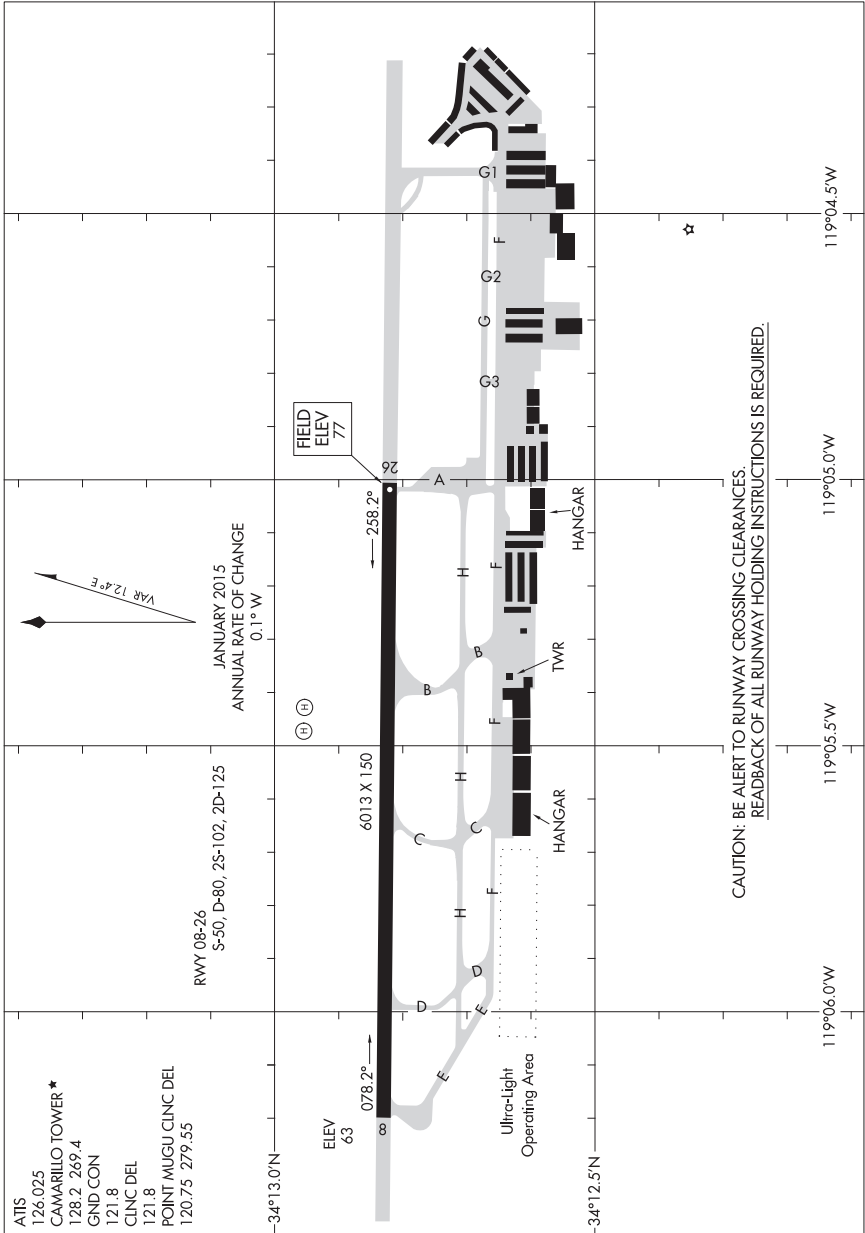 ATIS
126.025
CAMARILLO TOWER ★
128.2 269.4
GND CON
121.8
CLNC DEL
121.8
POINT MUGU CLNC DEL
120.75 279.55
RWY 08-26
S-50, D-80, 2S-102, 2D-125
JANUARY 2015
ANNUAL RATE OF CHANGE
0.1° W
VAR 12.4° E
34°13.0'N
H
H
FIELD
ELEV
77
ELEV
63
078.2°
6013 X 150
258.2°
8
26
D
C
B
A
G1
E
H
H
H
E
D
C
B
F
F
F
G3
G
G2
F
Ultra-Light
Operating Area
HANGAR
TWR
HANGAR
34°12.5'N
CAUTION: BE ALERT TO RUNWAY CROSSING CLEARANCES.
READBACK OF ALL RUNWAY HOLDING INSTRUCTIONS IS REQUIRED.
119°06.0'W
119°05.5'W
119°05.0'W
119°04.5'W